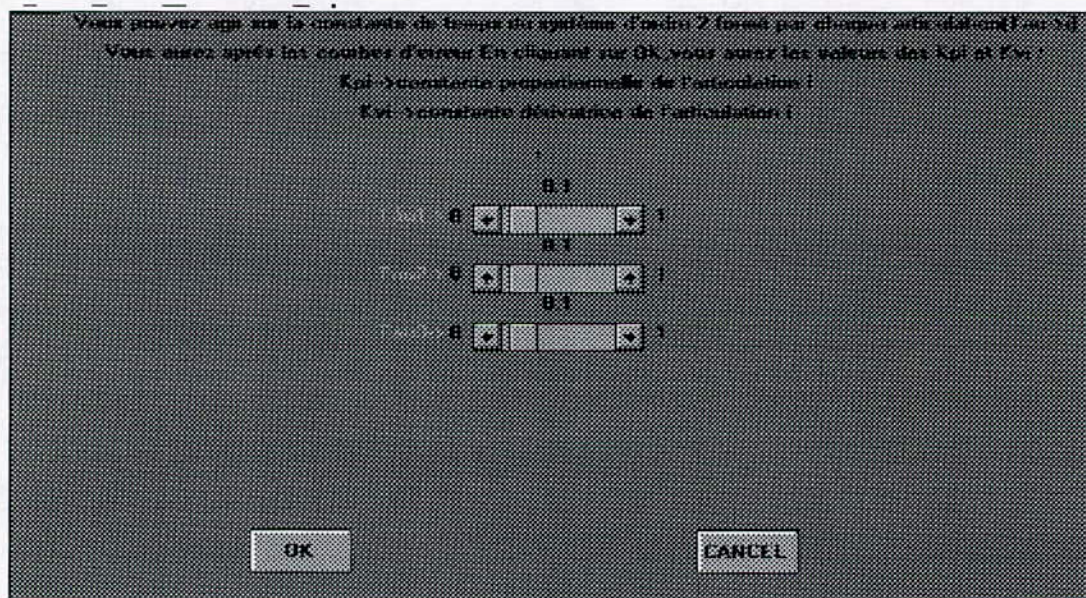 Vous pouvez agir sur la constante de temps du système d'ordre 2 formé par chaque articulation
Vous aurez aprés les courbes d'erreur En cliquant sur OK,vous aurez les valeurs des Kpi et Kvi :
Kpi->constante proportionnelle de l'articulation i
Kvi->constante dérivatrice de l'articulation i
0.1
0 1
0.1
0 1
0.1
0 1
OK CANCEL